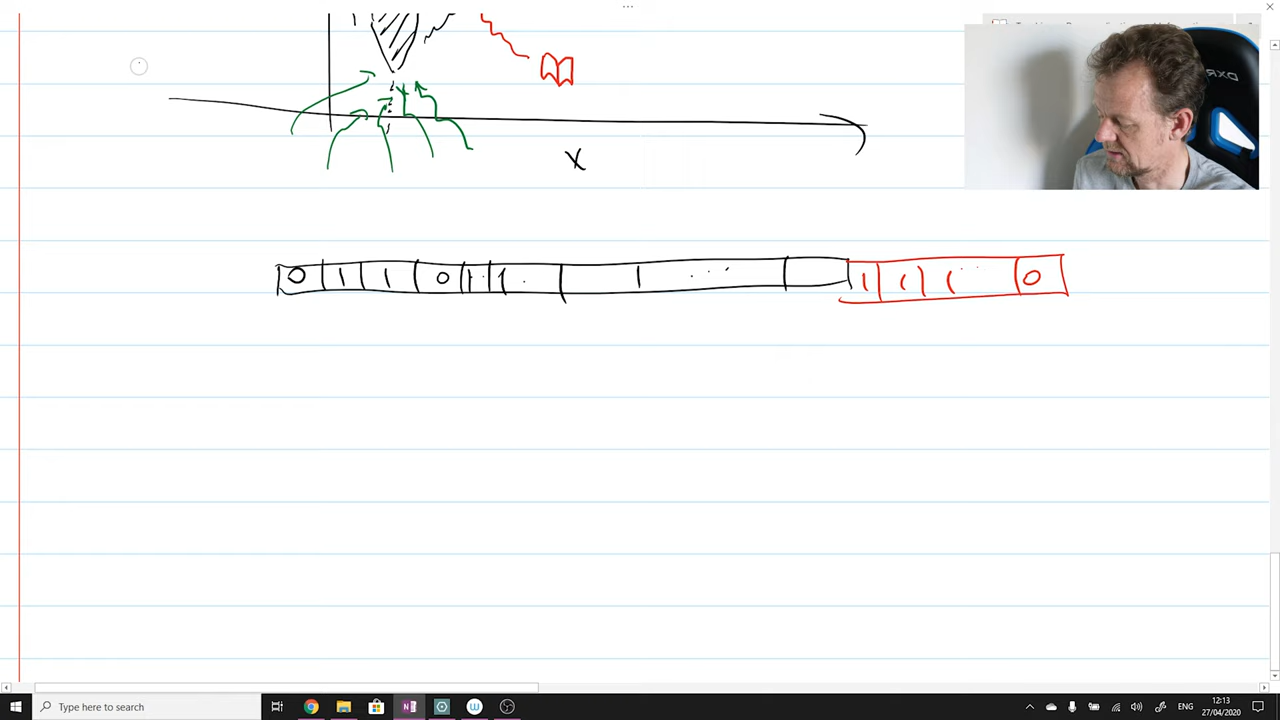 DXR
x
0 1 1 0 1 1 . . . . 1 1 1 . . 0
Type here to search
ENG
12:13
27/04/2020